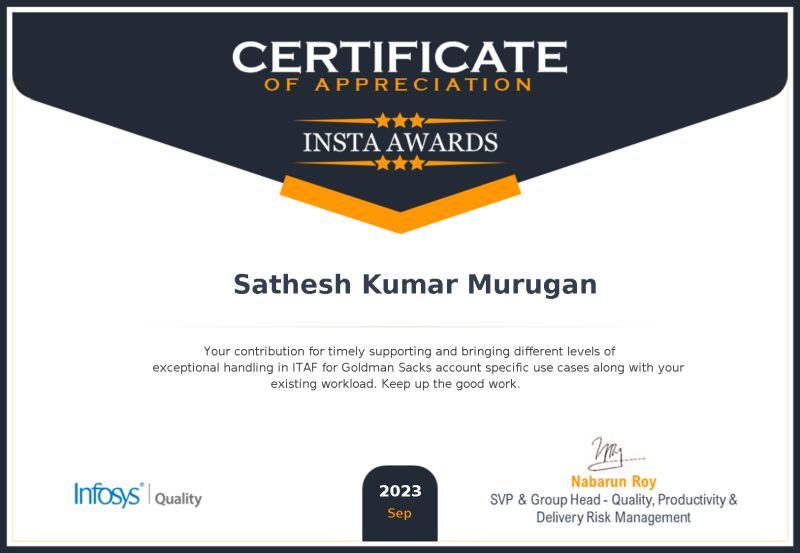 CERTIFICATE
OF APPRECIATION
INSTA AWARDS
Sathesh Kumar Murugan
Your contribution for timely supporting and bringing different levels of
exceptional handling in ITAF for Goldman Sacks account specific use cases along with your
existing workload. Keep up the good work.
Infosys® | Quality
2023
Sep
Nabarun Roy
SVP & Group Head - Quality, Productivity &
Delivery Risk Management